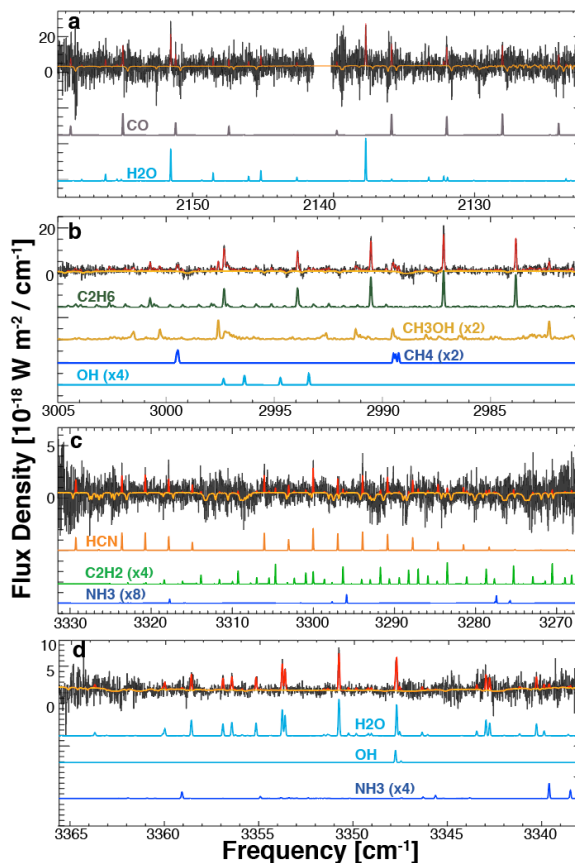 a
20
0
CO
H2O
2150
2140
2130
b
20
0
C2H6
CH3OH (x2)
CH4 (x2)
OH (x4)
3005
3000
2995
2990
2985
c
5
0
HCN
C2H2 (x4)
NH3 (x8)
3330
3320
3310
3300
3290
3280
3270
d
10
5
0
H2O
OH
NH3 (x4)
3365
3360
3355
3350
3345
3340
Frequency [cm⁻¹]
Flux Density [10⁻¹⁸ W m⁻² / cm⁻¹]